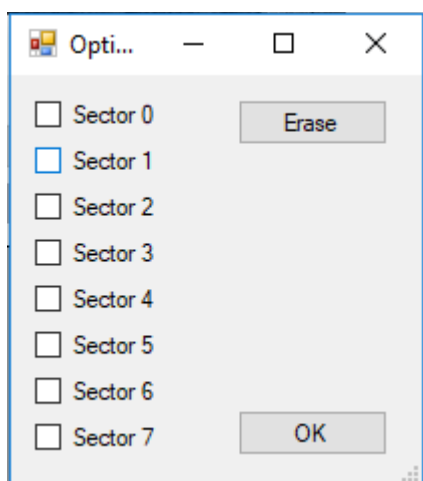 Opti...
Sector 0
Erase
Sector 1
Sector 2
Sector 3
Sector 4
Sector 5
Sector 6
Sector 7
OK